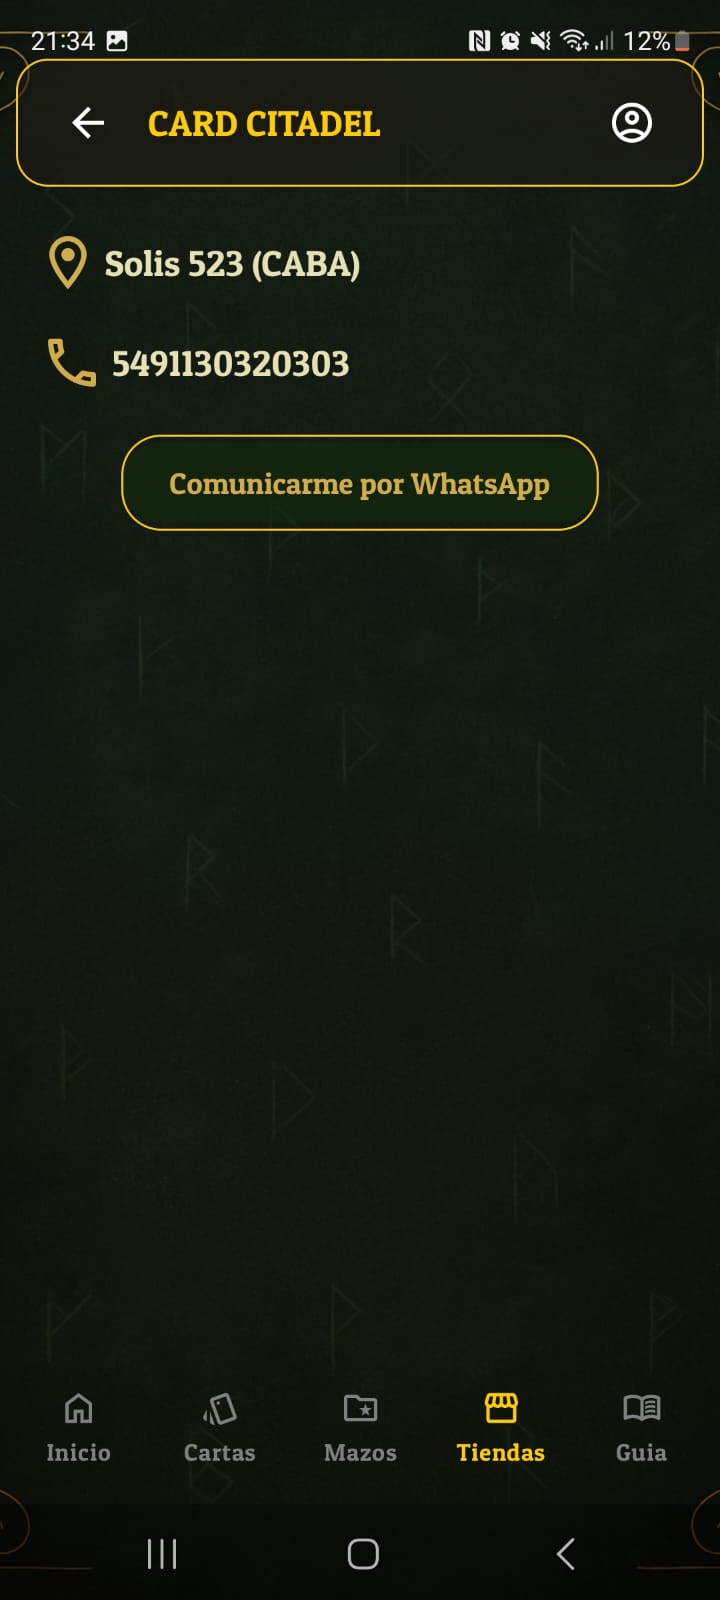 21:34
12%
CARD CITADEL
Solis 523 (CABA)
5491130320303
Comunicarme por WhatsApp
Inicio Cartas Mazos Tiendas Guia